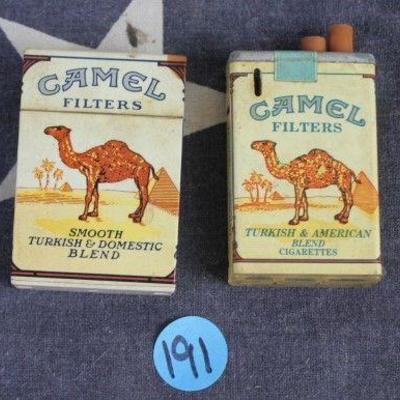 CAMEL
FILTERS
SMOOTH
TURKISH & DOMESTIC
BLEND
CAMEL
FILTERS
TURKISH & AMERICAN
BLEND
CIGARETTES
191